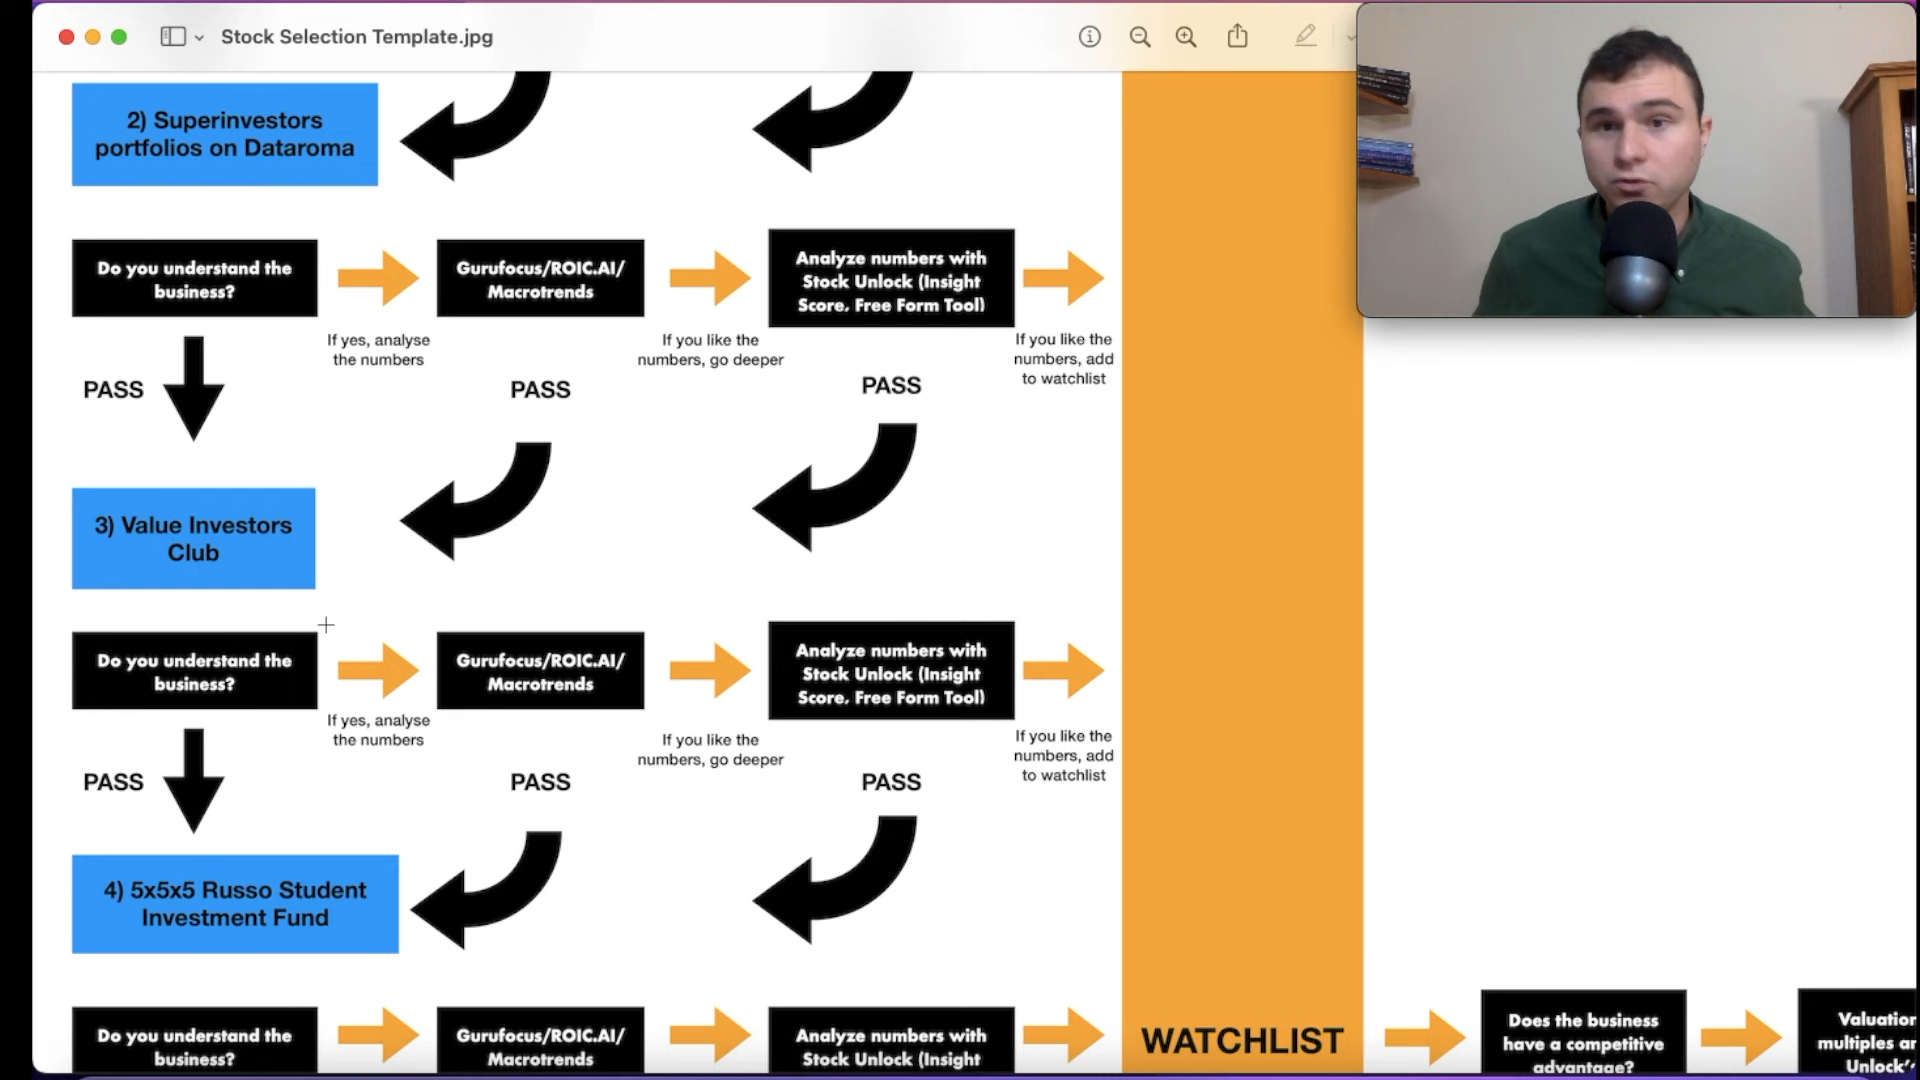 Stock Selection Template.jpg
2) Superinvestors
portfolios on Dataroma
Do you understand the
business?
If yes, analyse
the numbers
Gurufocus/ROIC.AI/
Macrotrends
If you like the
numbers, go deeper
Analyze numbers with
Stock Unlock (Insight
Score, Free Form Tool)
If you like the
numbers, add
to watchlist
PASS
PASS
PASS
3) Value Investors
Club
Do you understand the
business?
If yes, analyse
the numbers
Gurufocus/ROIC.AI/
Macrotrends
If you like the
numbers, go deeper
Analyze numbers with
Stock Unlock (Insight
Score, Free Form Tool)
If you like the
numbers, add
to watchlist
PASS
PASS
PASS
4) 5x5x5 Russo Student
Investment Fund
Do you understand the
business?
Gurufocus/ROIC.AI/
Macrotrends
Analyze numbers with
Stock Unlock (Insight
WATCHLIST
Does the business
have a competitive
advantage?
Valuation
multiples
Unlock's